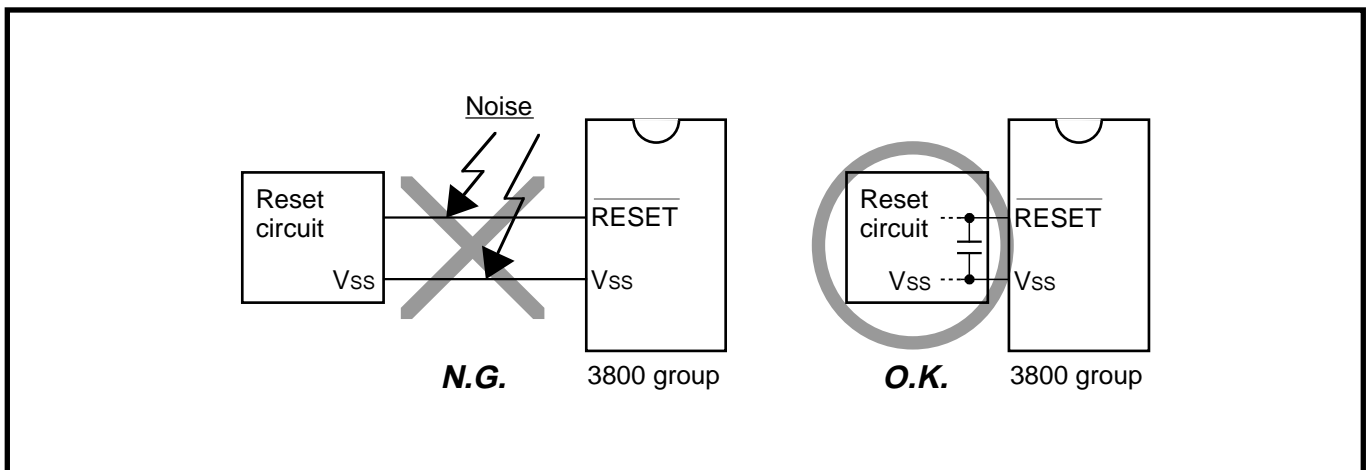 Noise
Reset
circuit
Vss
RESET
Vss
N.G.
3800 group
Reset
circuit
Vss
RESET
Vss
O.K.
3800 group